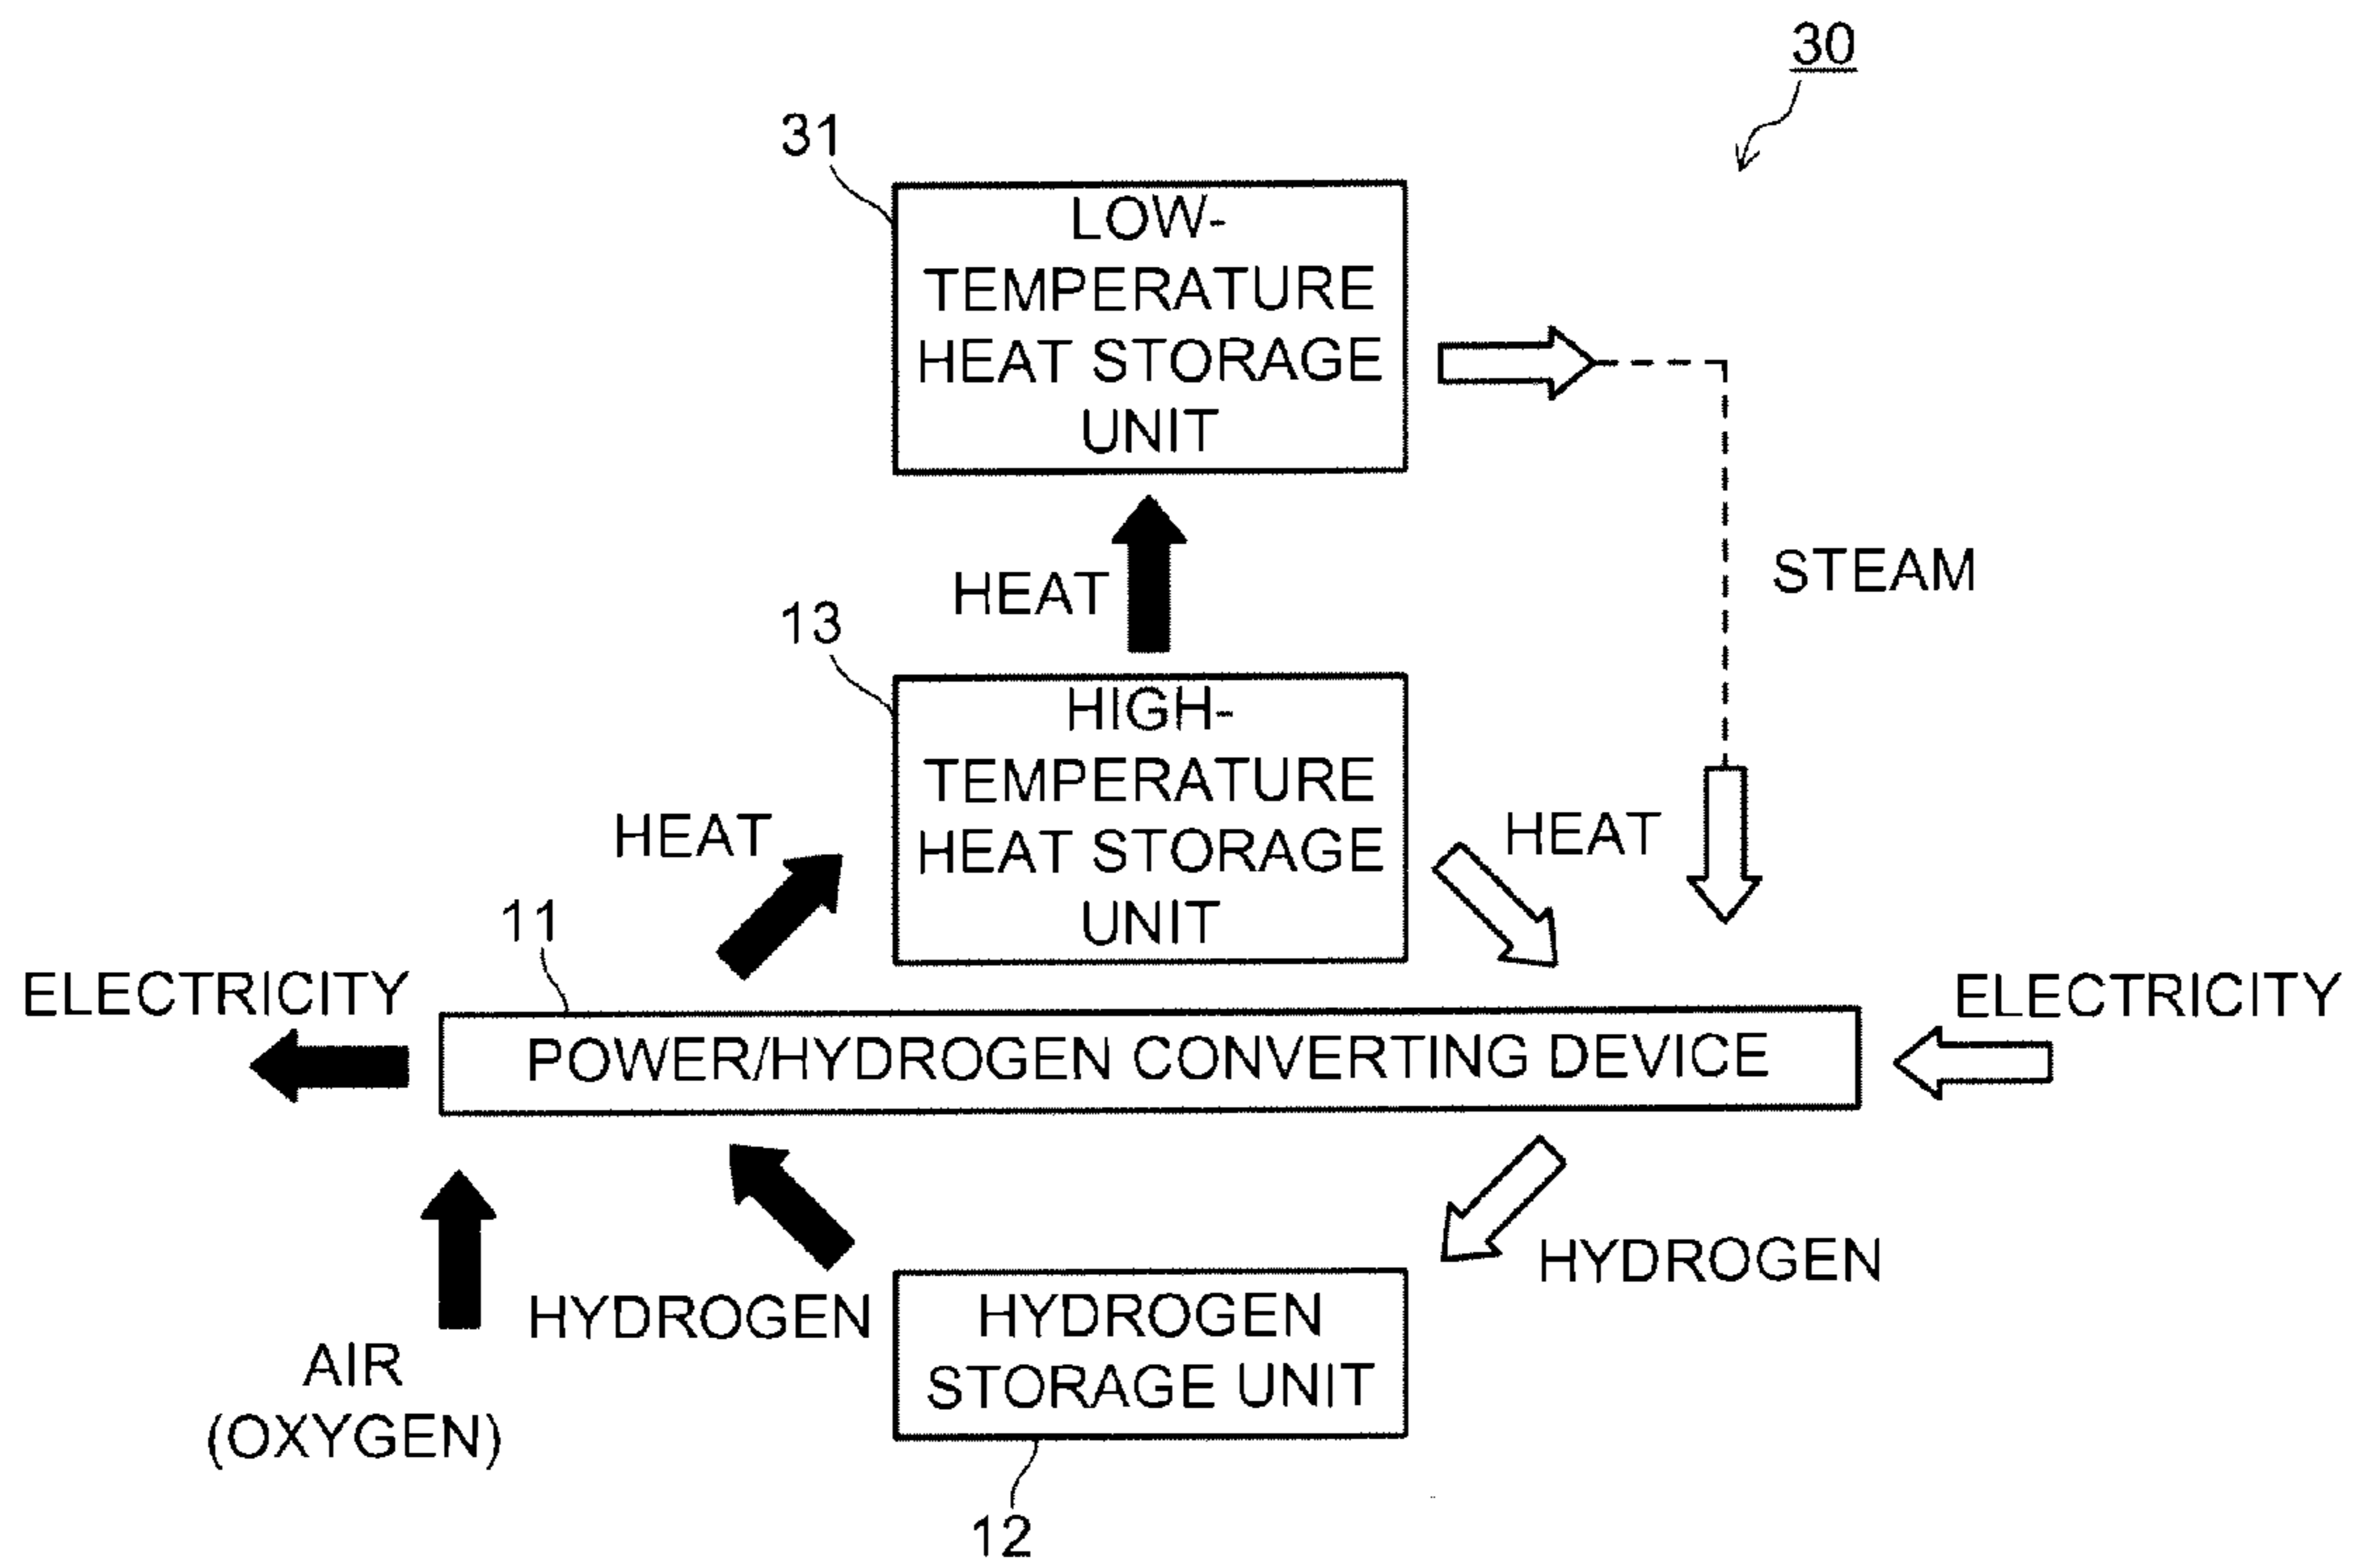 30
31
LOW-
TEMPERATURE
HEAT STORAGE
UNIT
STEAM
HEAT
13
HIGH-
TEMPERATURE
HEAT STORAGE
UNIT
HEAT
HEAT
11
ELECTRICITY
ELECTRICITY
POWER/HYDROGEN CONVERTING DEVICE
HYDROGEN
HYDROGEN
HYDROGEN
STORAGE UNIT
AIR
(OXYGEN)
12